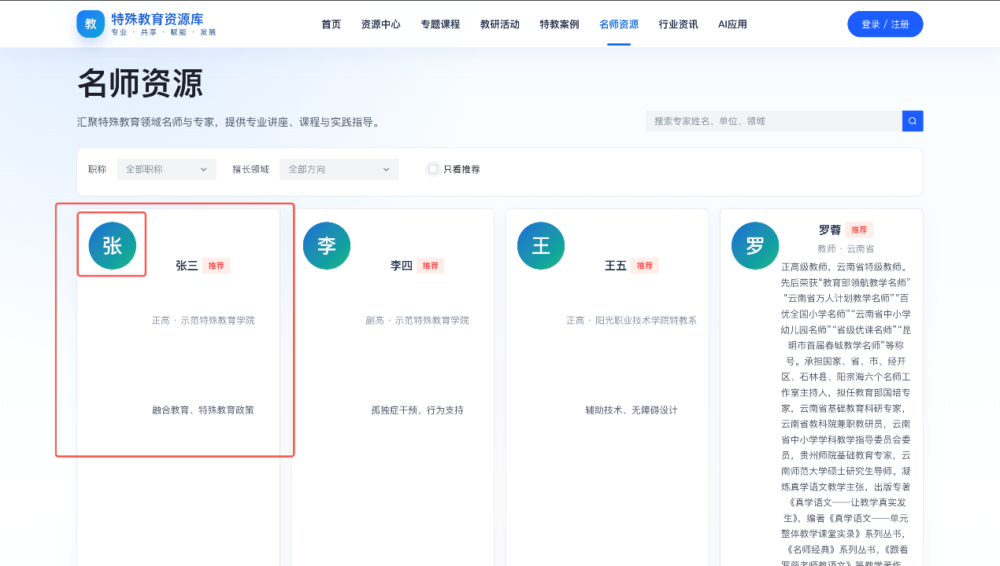 教
特殊教育资源库
专业 · 共享 · 赋能 · 发展
首页 资源中心 专题课程 教研活动 特教案例 名师资源 行业资讯 AI应用
登录 / 注册
名师资源
汇聚特殊教育领域名师与专家，提供专业讲座、课程与实践指导。
搜索专家姓名、单位、领域
职称 全部职称 擅长领域 全部方向 只看推荐
张
张三 推荐
正高 · 示范特殊教育学院
融合教育、特殊教育政策
李
李四 推荐
副高 · 示范特殊教育学院
孤独症干预、行为支持
王
王五 推荐
正高 · 阳光职业技术学院特教系
辅助技术、无障碍设计
罗
罗蓉 推荐
教师 · 云南省
正高级教师，云南省特级教师。
先后荣获“教育部领航教学名师”
“云南省万人计划教学名师”“百
优全国小学名师”“云南省中小学
幼儿园名师”“省级优课名师”“昆
明市首届春城教学名师”等称
号。承担国家、省、市、经开
区、石林县、阳宗海六个名师工
作室主持人，担任教育部国培专
家，云南省基础教育科研专家，
云南省教科院兼职教研员，云南
省中小学学科教学指导委员会委
员，贵州师院基础教育专家，云
南师范大学硕士研究生导师。凝
炼真学语文教学主张，出版专著
《真学语文——让教学真实发
生》，编著《真学语文——单元
整体教学课堂实录》系列丛书，
《名师经典》系列丛书，《跟着
罗蓉老师教语文》等教学著作，